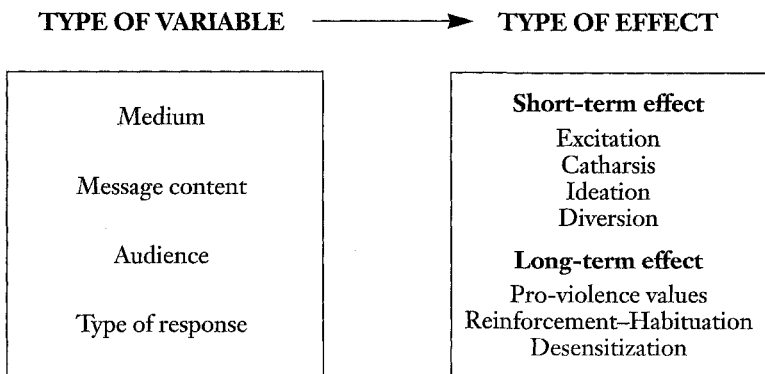 TYPE OF VARIABLE
TYPE OF EFFECT
Medium
Message content
Audience
Type of response
Short-term effect
Excitation
Catharsis
Ideation
Diversion
Long-term effect
Pro-violence values
Reinforcement–Habituation
Desensitization